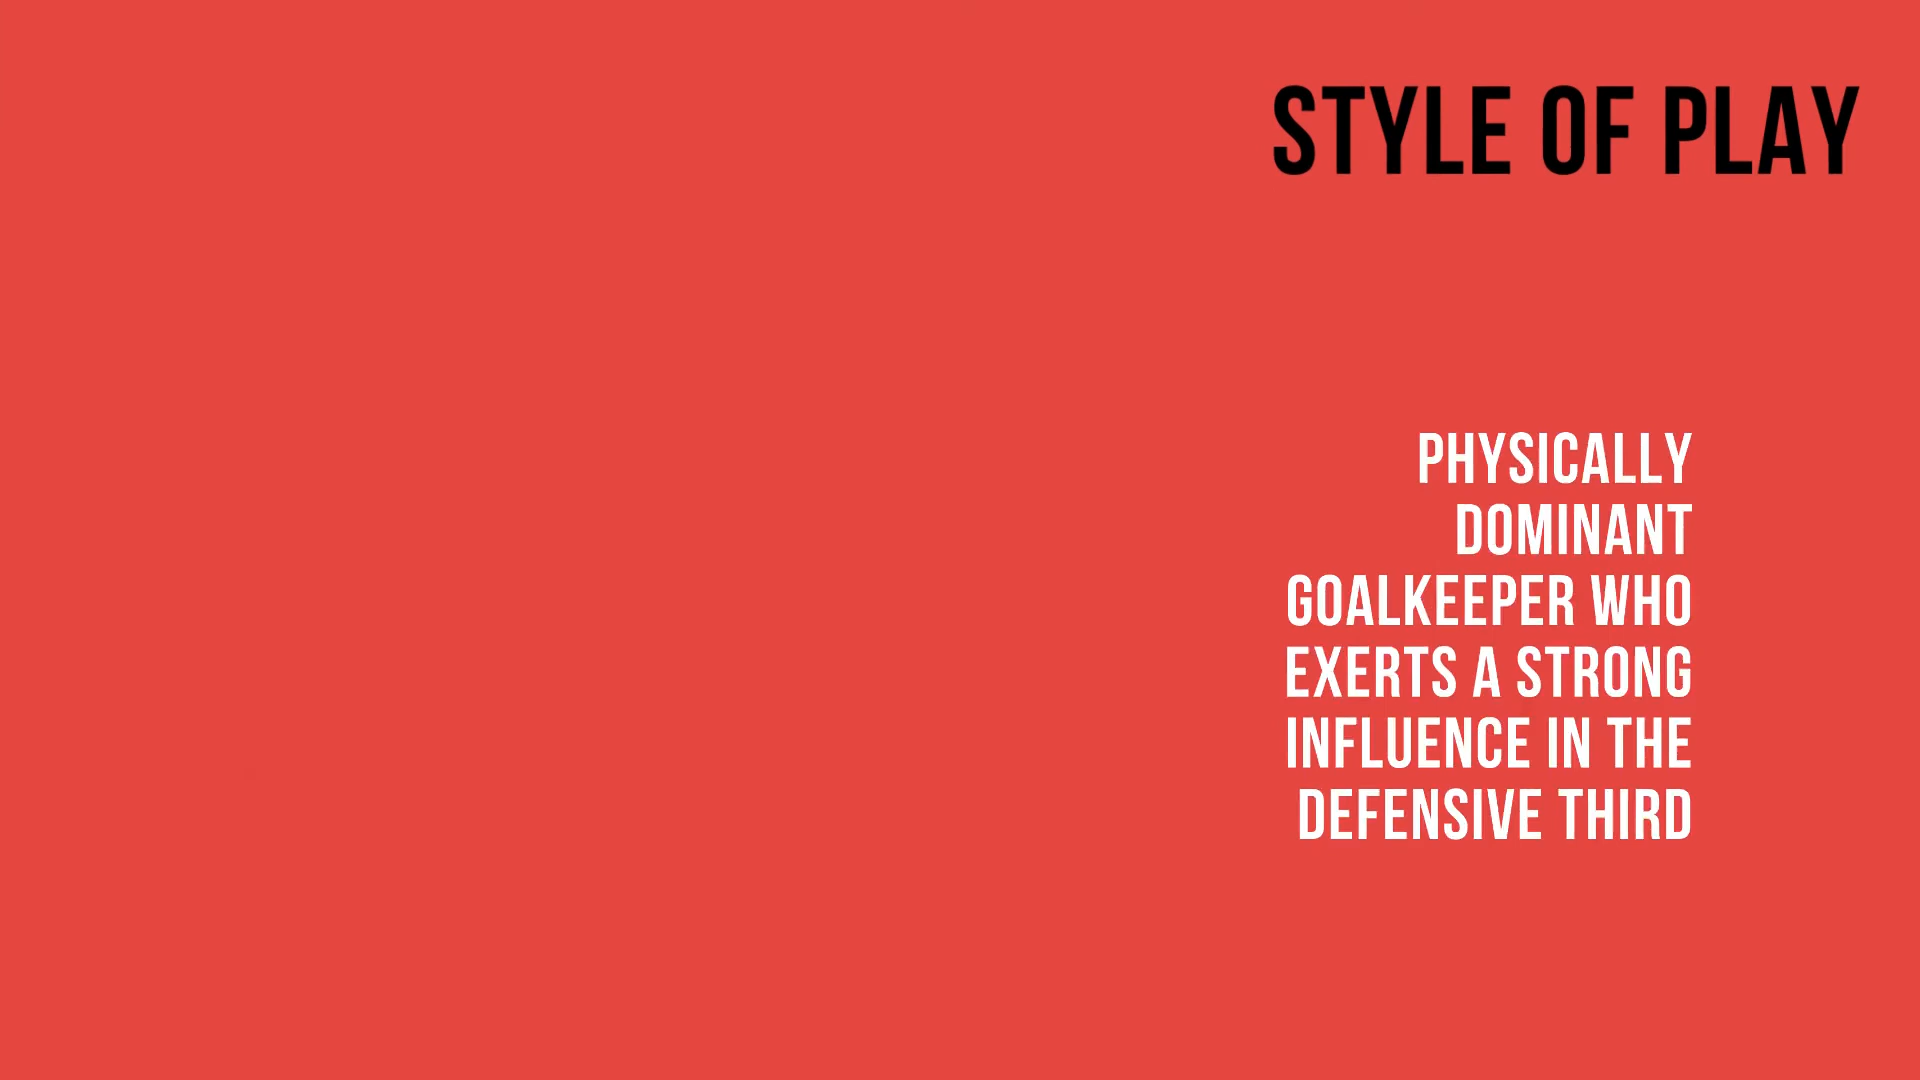 STYLE OF PLAY
PHYSICALLY
DOMINANT
GOALKEEPER WHO
EXERTS A STRONG
INFLUENCE IN THE
DEFENSIVE THIRD